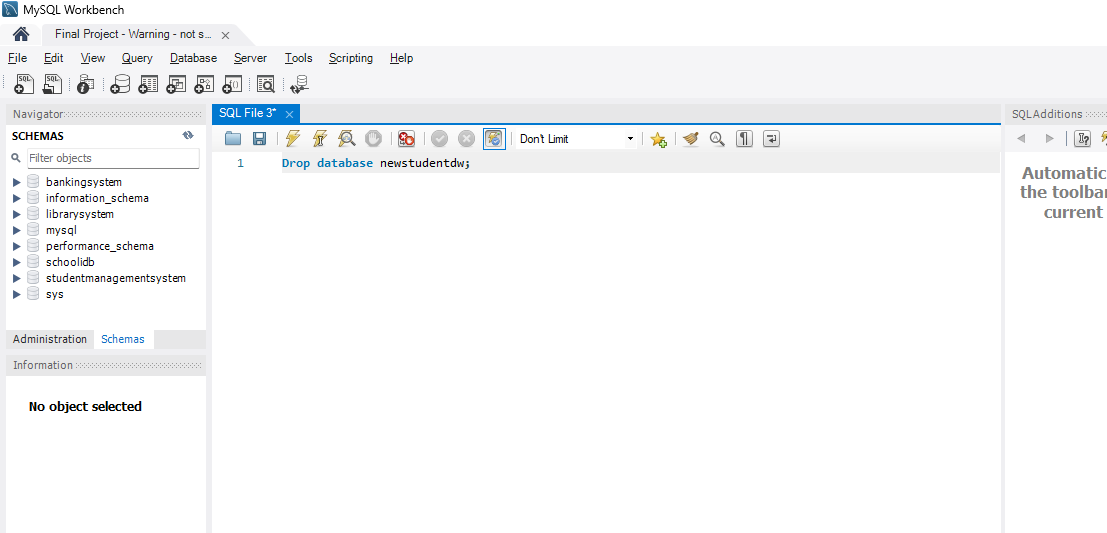 MySQL Workbench
Final Project - Warning - not s...
File Edit View Query Database Server Tools Scripting Help
Navigator
SCHEMAS
Filter objects
bankingsystem
information_schema
librarysystem
mysql
performance_schema
schoolidb
studentmanagementsystem
sys
Administration Schemas
Information
No object selected
SQL File 3*
Don't Limit
1 Drop database newstudentdw;
SQL Additions
Automatic
the toolbar
current